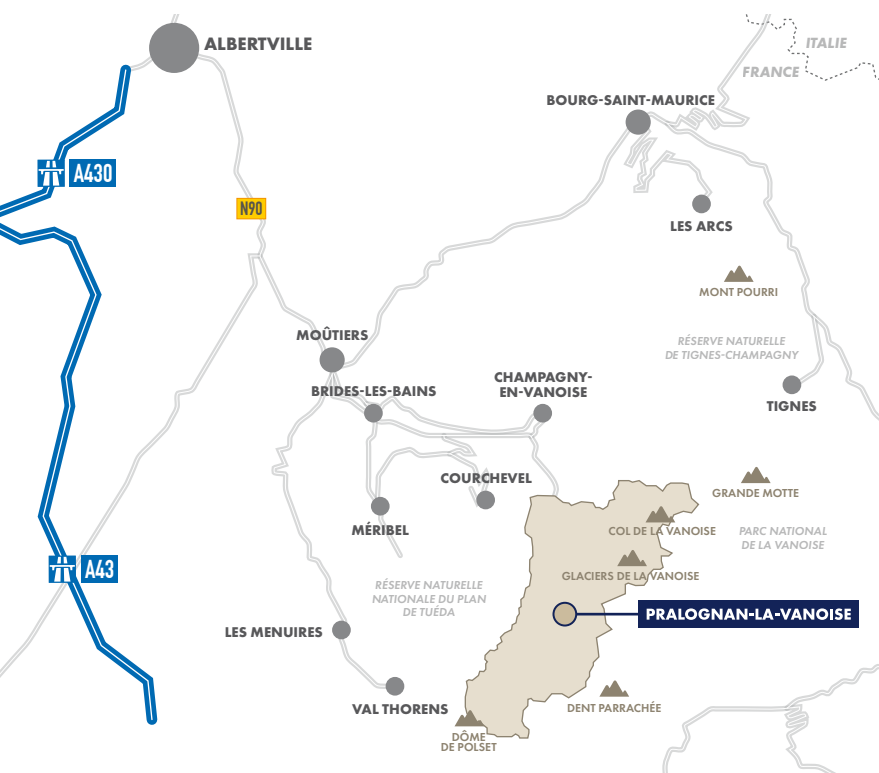 ALBERTVILLE
ITALIE
FRANCE
BOURG-SAINT-MAURICE
A430
N90
LES ARCS
MONT POURRI
MOÛTIERS
RÉSERVE NATURELLE
DE TIGNES-CHAMPAGNY
BRIDES-LES-BAINS
CHAMPAGNY-
EN-VANOISE
TIGNES
COURCHEVEL
GRANDE MOTTE
MÉRIBEL
COL DE LA VANOISE
PARC NATIONAL
DE LA VANOISE
A43
GLACIERS DE LA VANOISE
RÉSERVE NATURELLE
NATIONALE DU PLAN
DE TUÉDA
PRALOGNAN-LA-VANOISE
LES MENUIRES
VAL THORENS
DENT PARRACHÉE
DÔME
DE POLSET